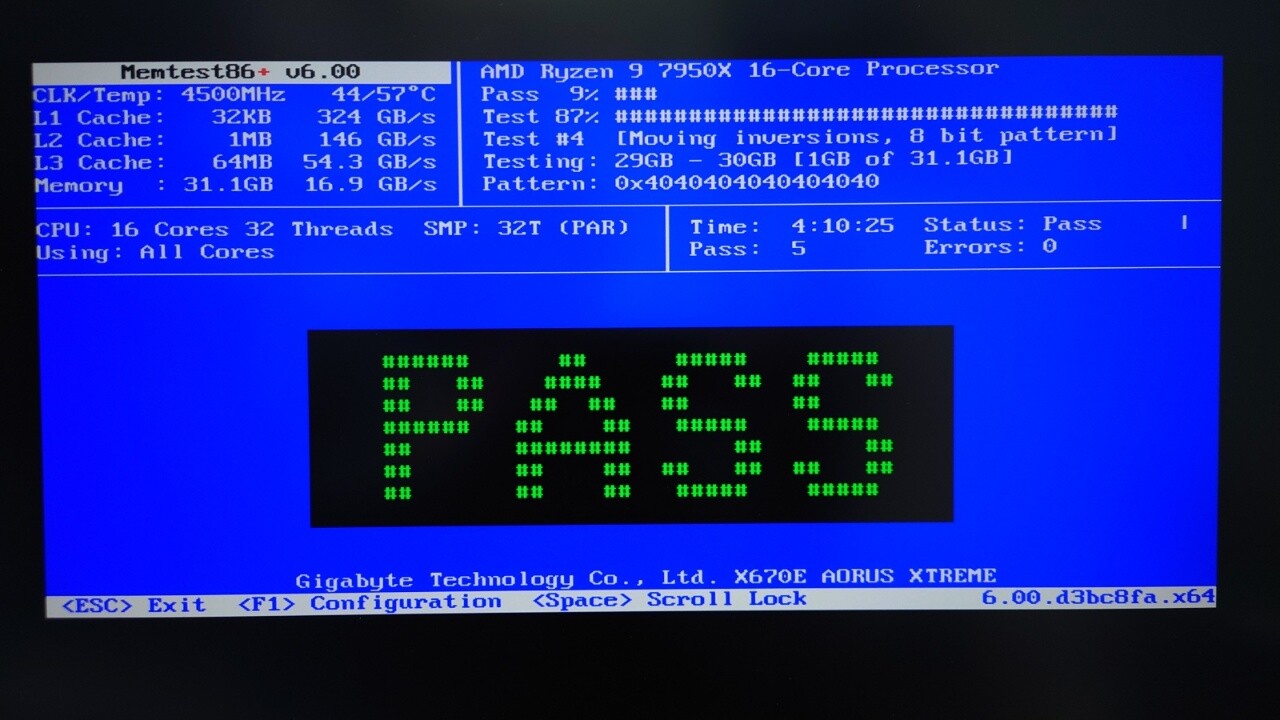 Memtest86+ v6.00
CLK/Temp: 4500MHz 44/57°C
L1 Cache: 32KB 324 GB/s
L2 Cache: 1MB 146 GB/s
L3 Cache: 64MB 54.3 GB/s
Memory : 31.1GB 16.9 GB/s
AMD Ryzen 9 7950X 16-Core Processor
Pass 9% ###
Test 87% ##################################
Test #4 [Moving inversions, 8 bit pattern]
Testing: 29GB - 30GB [1GB of 31.1GB]
Pattern: 0x4040404040404040
CPU: 16 Cores 32 Threads SMP: 32T (PAR)
Using: All Cores
Time: 4:10:25 Status: Pass |
Pass: 5 Errors: 0
PASS
Gigabyte Technology Co., Ltd. X670E AORUS XTREME
<ESC> Exit <F1> Configuration <Space> Scroll Lock 6.00.d3bc8fa.x64